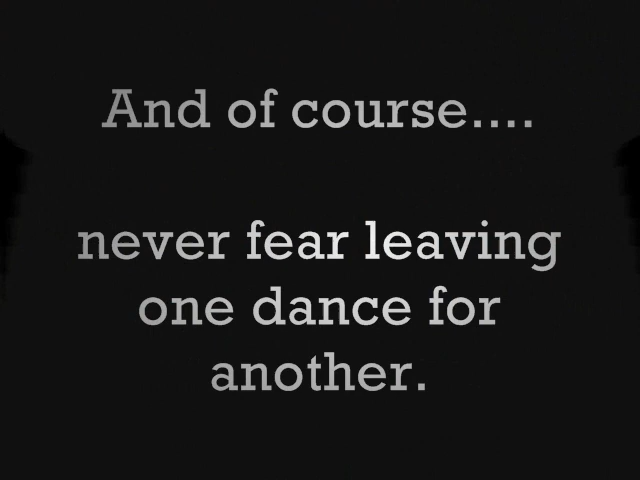 And of course....
never fear leaving
one dance for
another.